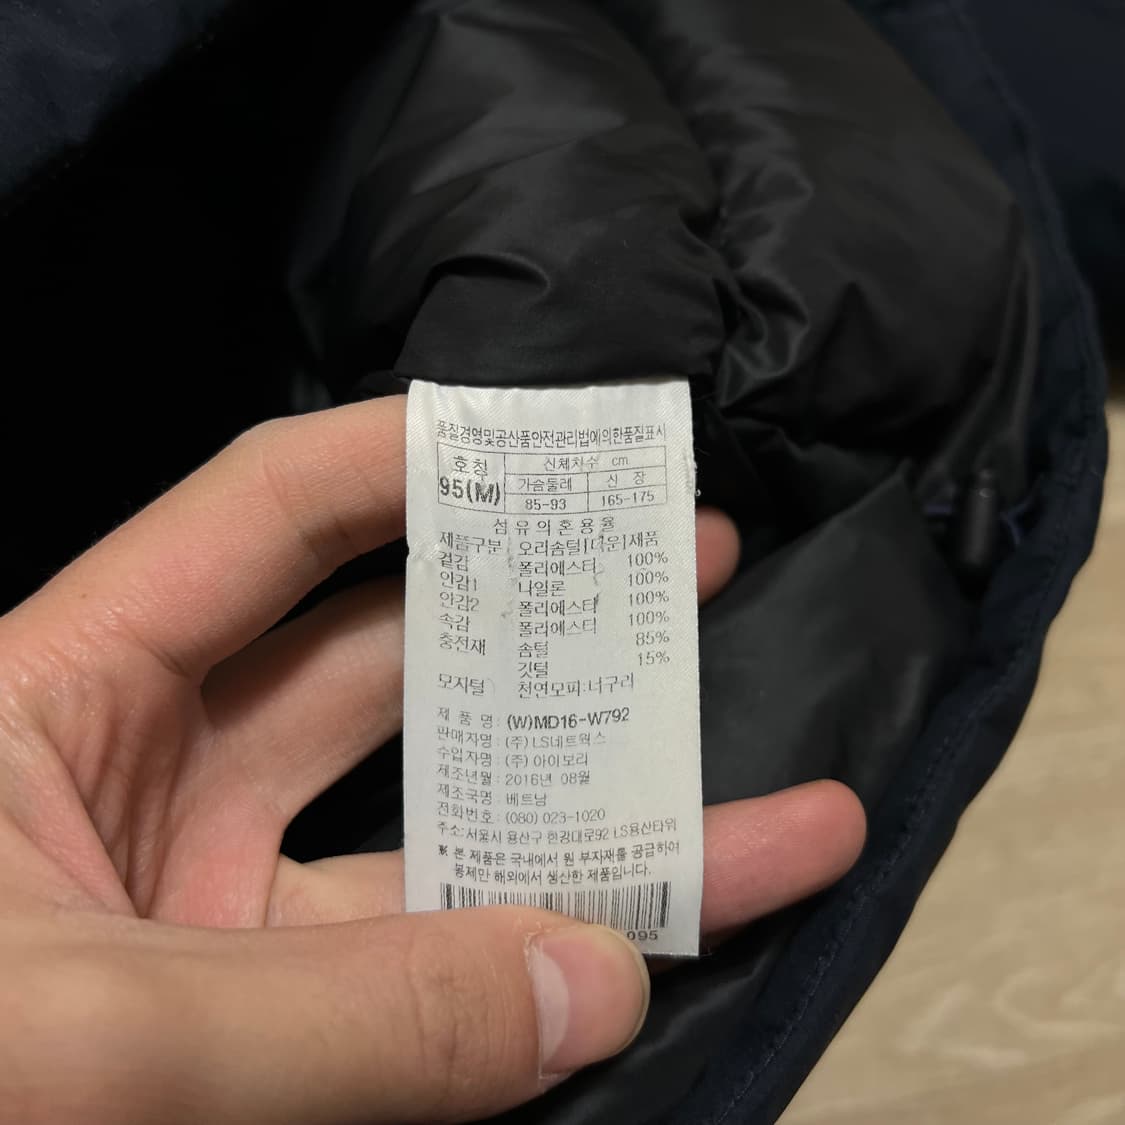 품질경영및공산품안전관리법에의한품질표시
호칭 신체치수 cm
95(M) 가슴둘레 신 장
85-93 165-175
섬 유 의 혼 용 율
제품구분 오리솜털[다운]제품
겉감 폴리에스터 100%
안감1 나일론 100%
안감2 폴리에스터 100%
속감 폴리에스터 100%
충전재 솜털 85%
깃털 15%
모자털 천연모피:너구리
제 품 명 : (W)MD16-W792
판매자명 : (주) LS네트웍스
수입자명 : (주) 아이보리
제조년월 : 2016년 08월
제조국명 : 베트남
전화번호 : (080) 023-1020
주소:서울시 용산구 한강대로92 LS용산타워
※ 본 제품은 국내에서 원 부자재를 공급하여
봉제만 해외에서 생산한 제품입니다.
095